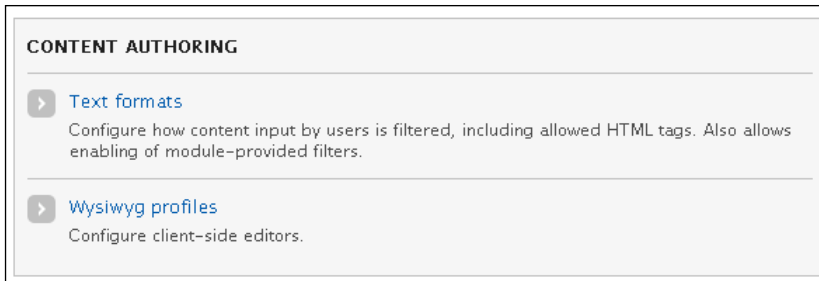 CONTENT AUTHORING
Text formats
Configure how content input by users is filtered, including allowed HTML tags. Also allows
enabling of module-provided filters.
Wysiwyg profiles
Configure client-side editors.